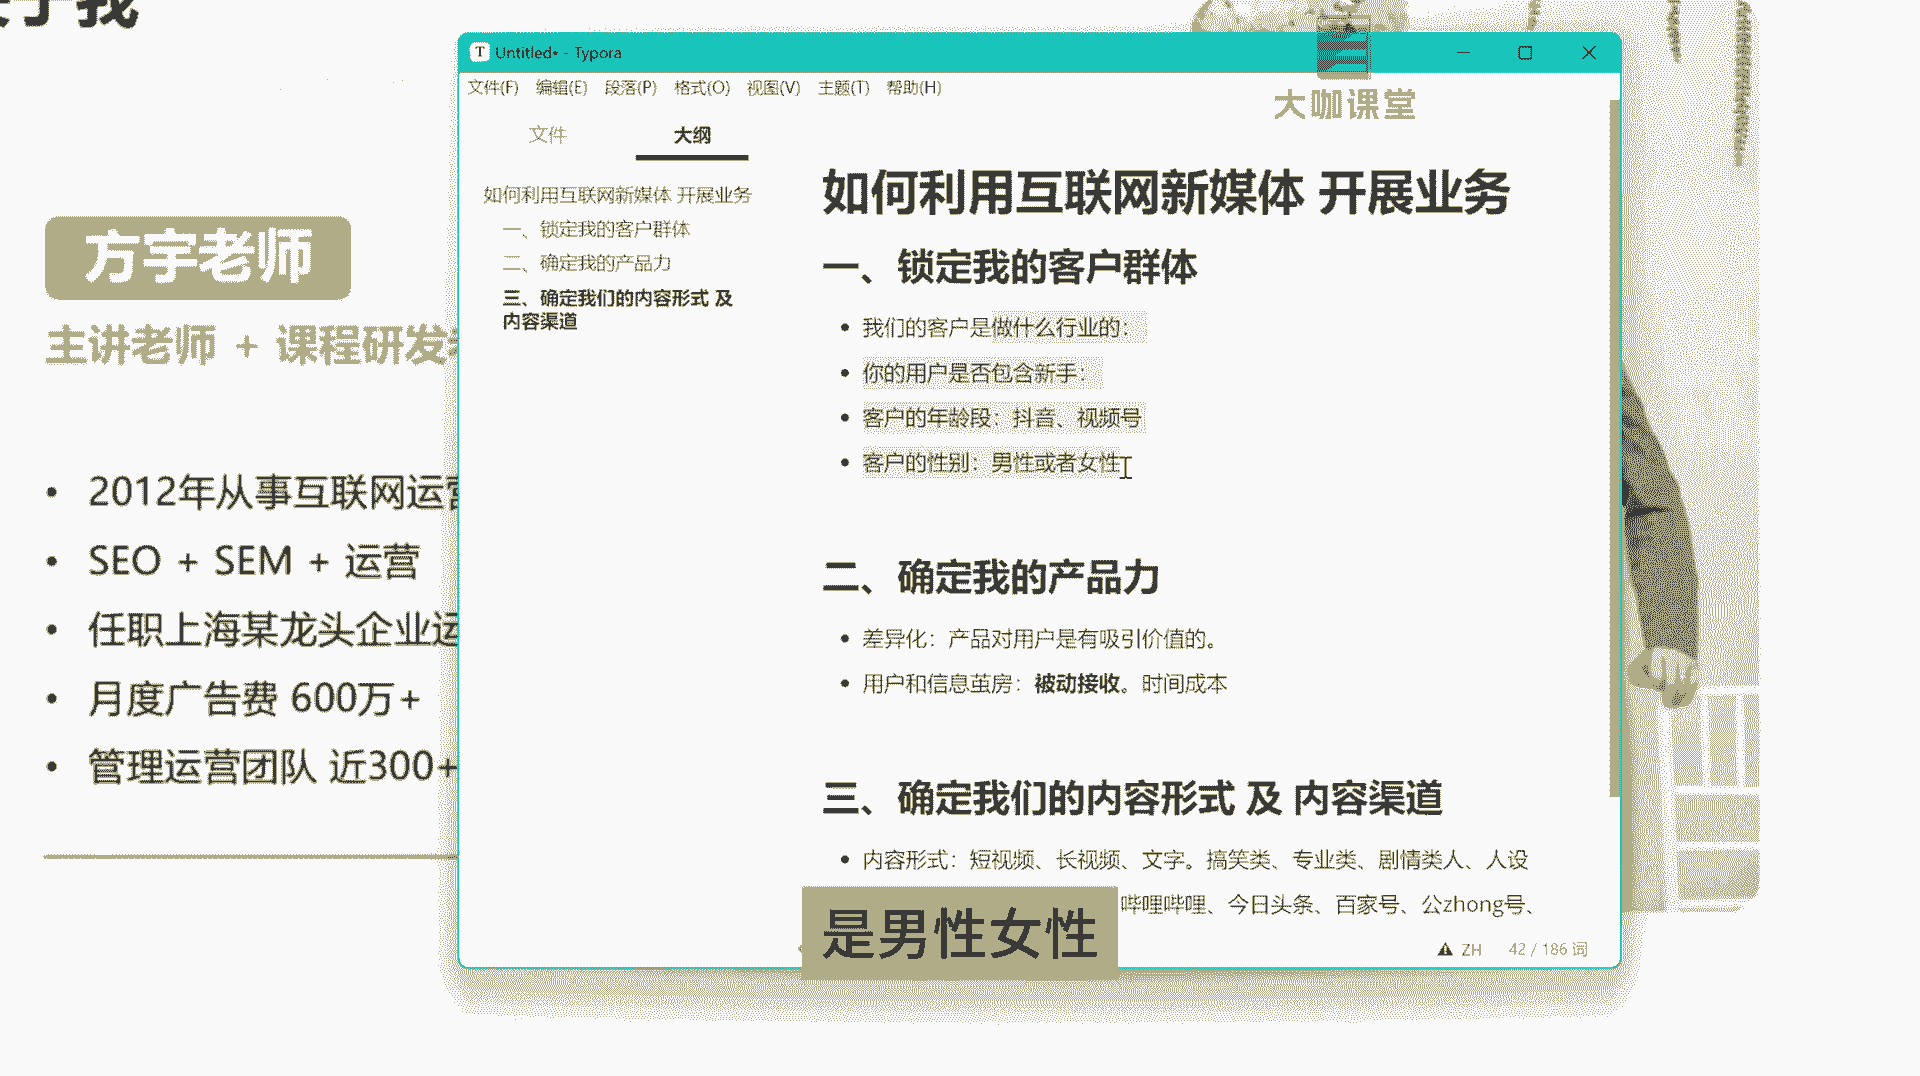 于我
方宇老师
主讲老师 + 课程研发
• 2012年从事互联网运营
• SEO + SEM + 运营
• 任职上海某龙头企业运
• 月度广告费 600万+
• 管理运营团队 近300+
Untitled• - Typora
文件(F) 编辑(E) 段落(P) 格式(O) 视图(V) 主题(T) 帮助(H)
大咖课堂
文件 大纲
如何利用互联网新媒体 开展业务
一、锁定我的客户群体
二、确定我的产品力
三、确定我们的内容形式 及
内容渠道
如何利用互联网新媒体 开展业务
一、锁定我的客户群体
• 我们的客户是做什么行业的：
• 你的用户是否包含新手：
• 客户的年龄段：抖音、视频号
• 客户的性别：男性或者女性
二、确定我的产品力
• 差异化：产品对用户是有吸引价值的。
• 用户和信息茧房：被动接收。时间成本
三、确定我们的内容形式 及 内容渠道
• 内容形式：短视频、长视频、文字。搞笑类、专业类、剧情类人、人设
哔哩哔哩、今日头条、百家号、公zhong号、
是男性女性
ZH 42 / 186 词